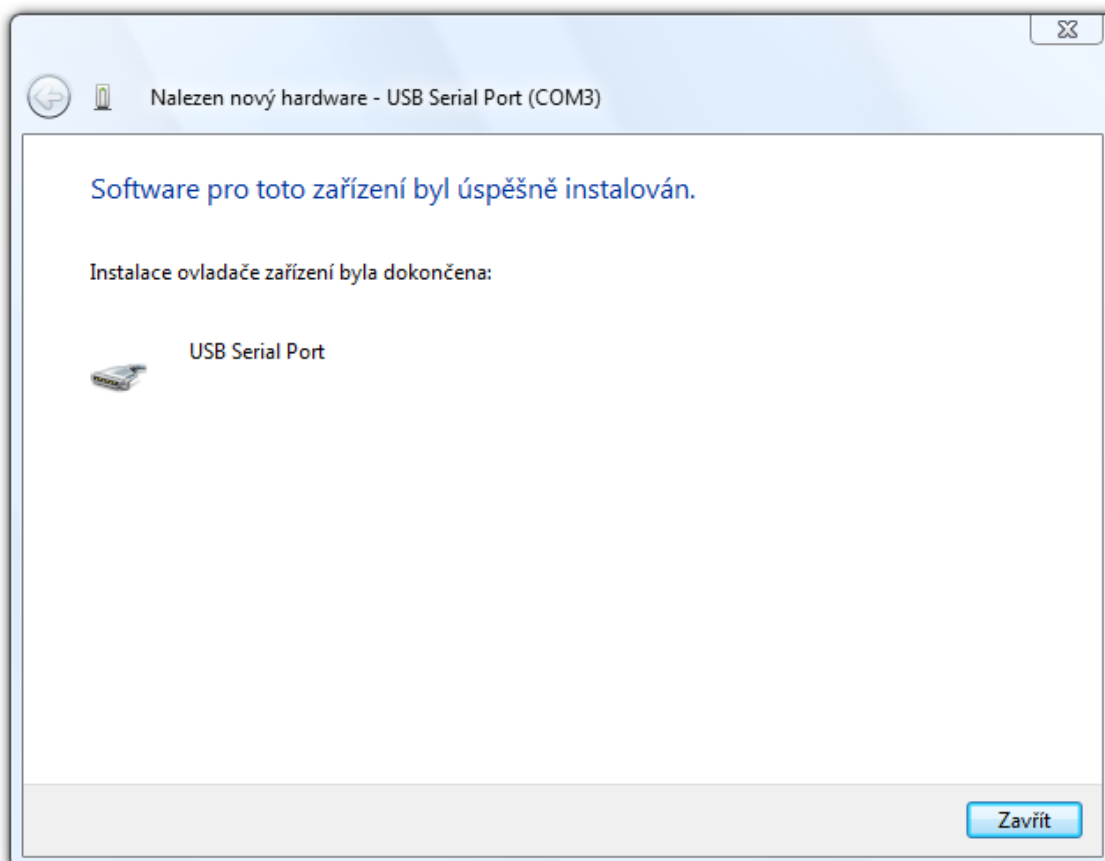 Nalezen nový hardware - USB Serial Port (COM3)
Software pro toto zařízení byl úspěšně instalován.
Instalace ovladače zařízení byla dokončena:
USB Serial Port
Zavřít